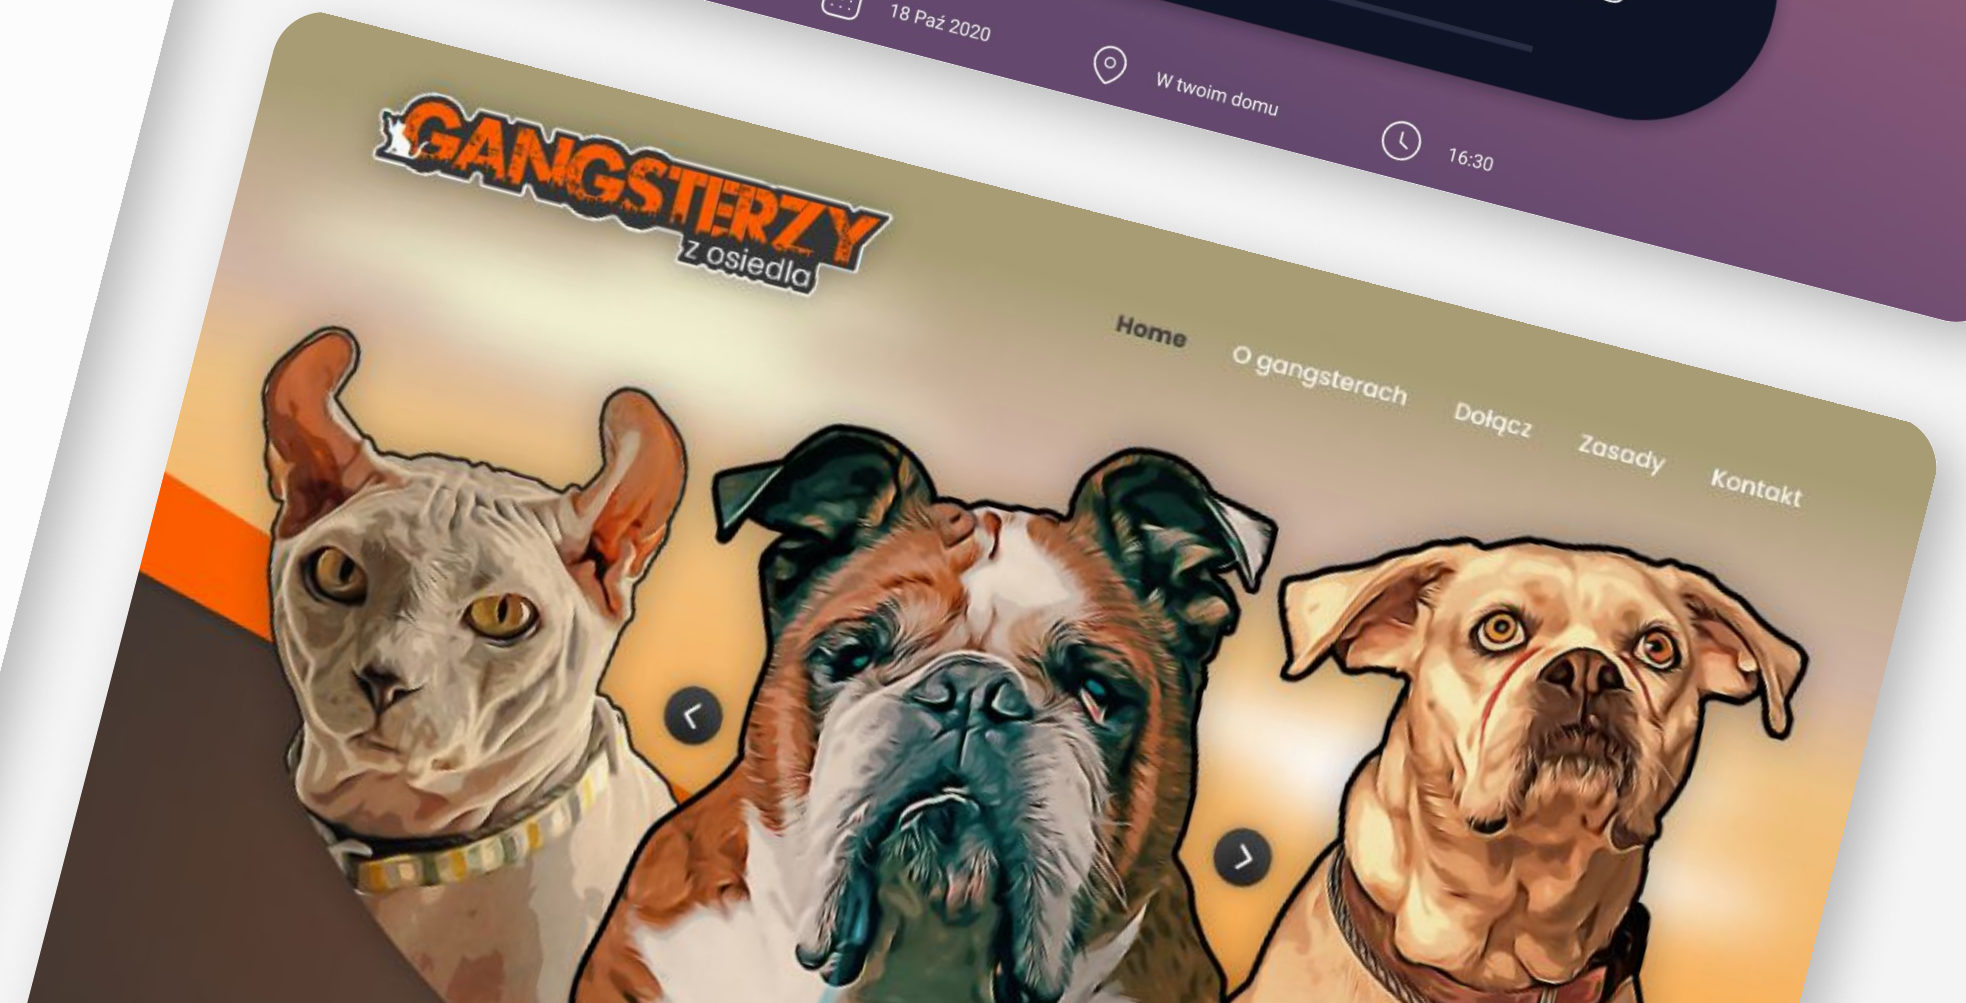 18 Paź 2020
W twoim domu
16:30
GANGSTERZY
z osiedla
Home
O gangsterach
Dołącz
Zasady
Kontakt